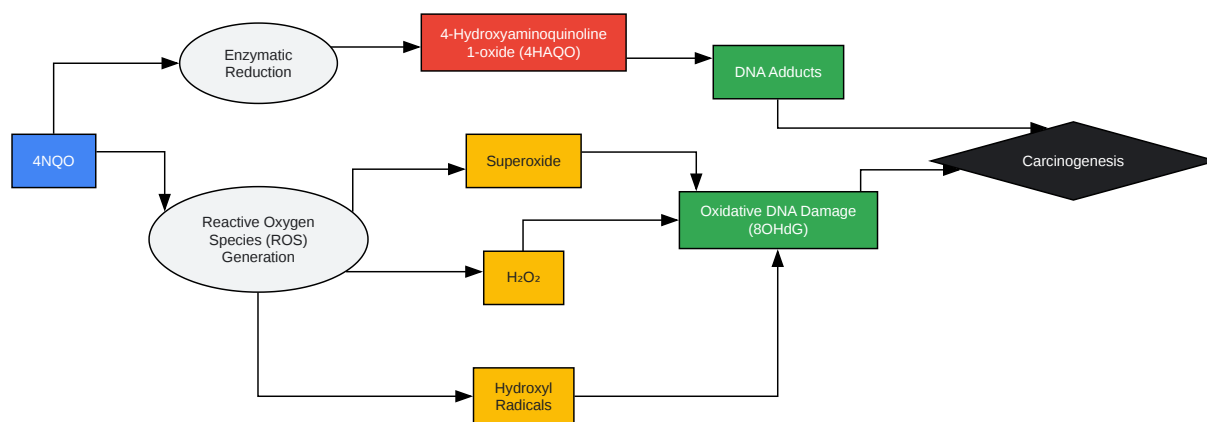 Enzymatic
Reduction
4-Hydroxyaminoquinoline
1-oxide (4HAQO)
DNA Adducts
4NQO
Superoxide
Carcinogenesis
Reactive Oxygen
Species (ROS)
Generation
Oxidative DNA Damage
(8OHdG)
H₂O₂
Hydroxyl
Radicals